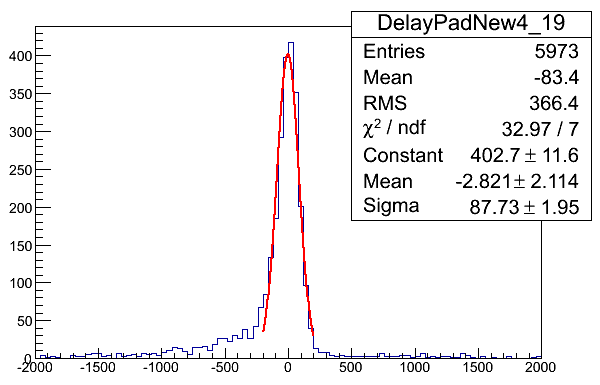 DelayPadNew4_19
Entries 5973
Mean -83.4
RMS 366.4
χ² / ndf 32.97 / 7
Constant 402.7 ± 11.6
Mean -2.821 ± 2.114
Sigma 87.73 ± 1.95
400
350
300
250
200
150
100
50
0
-2000 -1500 -1000 -500 0 500 1000 1500 2000